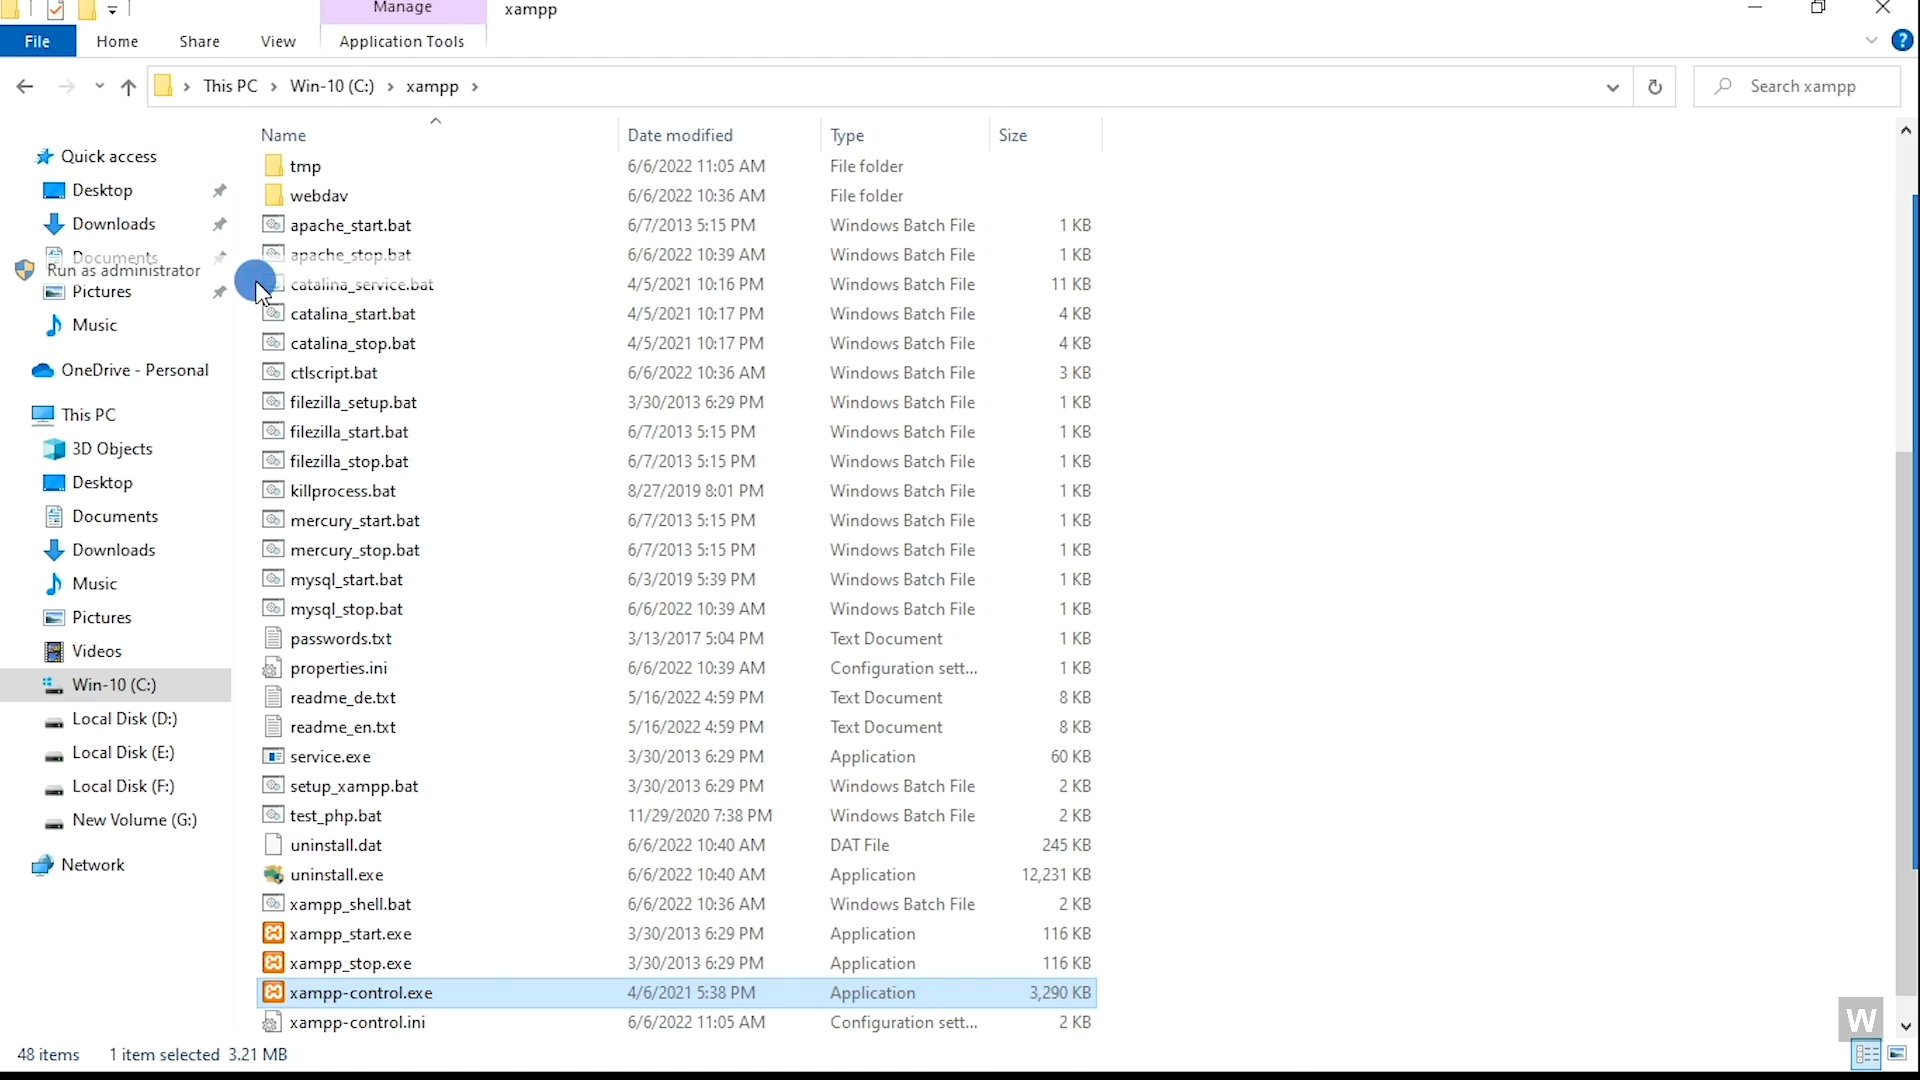 Manage
xampp
File
Home
Share
View
Application Tools
?
This PC
Win-10 (C:)
xampp
Search xampp
Name
Date modified
Type
Size
Quick access
Desktop
Downloads
Documents
Run as administrator
Pictures
Music
OneDrive - Personal
This PC
3D Objects
Desktop
Documents
Downloads
Music
Pictures
Videos
Win-10 (C:)
Local Disk (D:)
Local Disk (E:)
Local Disk (F:)
New Volume (G:)
Network
tmp 6/6/2022 11:05 AM File folder
webdav 6/6/2022 10:36 AM File folder
apache_start.bat 6/7/2013 5:15 PM Windows Batch File 1 KB
apache_stop.bat 6/6/2022 10:39 AM Windows Batch File 1 KB
catalina_service.bat 4/5/2021 10:16 PM Windows Batch File 11 KB
catalina_start.bat 4/5/2021 10:17 PM Windows Batch File 4 KB
catalina_stop.bat 4/5/2021 10:17 PM Windows Batch File 4 KB
ctlscript.bat 6/6/2022 10:36 AM Windows Batch File 3 KB
filezilla_setup.bat 3/30/2013 6:29 PM Windows Batch File 1 KB
filezilla_start.bat 6/7/2013 5:15 PM Windows Batch File 1 KB
filezilla_stop.bat 6/7/2013 5:15 PM Windows Batch File 1 KB
killprocess.bat 8/27/2019 8:01 PM Windows Batch File 1 KB
mercury_start.bat 6/7/2013 5:15 PM Windows Batch File 1 KB
mercury_stop.bat 6/7/2013 5:15 PM Windows Batch File 1 KB
mysql_start.bat 6/3/2019 5:39 PM Windows Batch File 1 KB
mysql_stop.bat 6/6/2022 10:39 AM Windows Batch File 1 KB
passwords.txt 3/13/2017 5:04 PM Text Document 1 KB
properties.ini 6/6/2022 10:39 AM Configuration sett... 1 KB
readme_de.txt 5/16/2022 4:59 PM Text Document 8 KB
readme_en.txt 5/16/2022 4:59 PM Text Document 8 KB
service.exe 3/30/2013 6:29 PM Application 60 KB
setup_xampp.bat 3/30/2013 6:29 PM Windows Batch File 2 KB
test_php.bat 11/29/2020 7:38 PM Windows Batch File 2 KB
uninstall.dat 6/6/2022 10:40 AM DAT File 245 KB
uninstall.exe 6/6/2022 10:40 AM Application 12,231 KB
xampp_shell.bat 6/6/2022 10:36 AM Windows Batch File 2 KB
xampp_start.exe 3/30/2013 6:29 PM Application 116 KB
xampp_stop.exe 3/30/2013 6:29 PM Application 116 KB
xampp-control.exe 4/6/2021 5:38 PM Application 3,290 KB
xampp-control.ini 6/6/2022 11:05 AM Configuration sett... 2 KB
W
48 items 1 item selected 3.21 MB